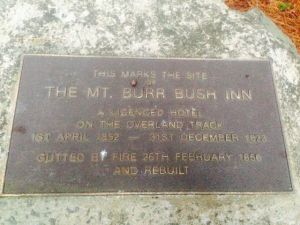 THIS MARKS THE SITE
OF
THE MT. BURR BUSH INN
A LICENCED HOTEL
ON THE OVERLAND TRACK
1ST APRIL 1852 — 31ST DECEMBER
GUTTED BY FIRE 26TH FEBRUARY 1856
AND REBUILT